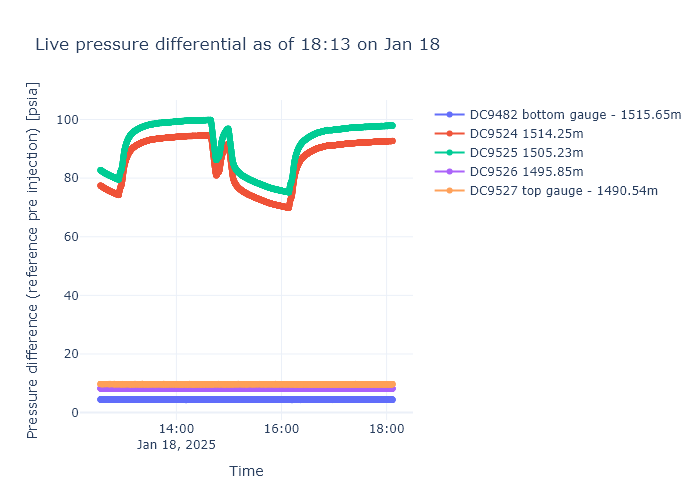 Live pressure differential as of 18:13 on Jan 18
Pressure difference (reference pre injection) [psia]
100
80
60
40
20
0
14:00
Jan 18, 2025
16:00
18:00
Time
DC9482 bottom gauge - 1515.65m
DC9524 1514.25m
DC9525 1505.23m
DC9526 1495.85m
DC9527 top gauge - 1490.54m